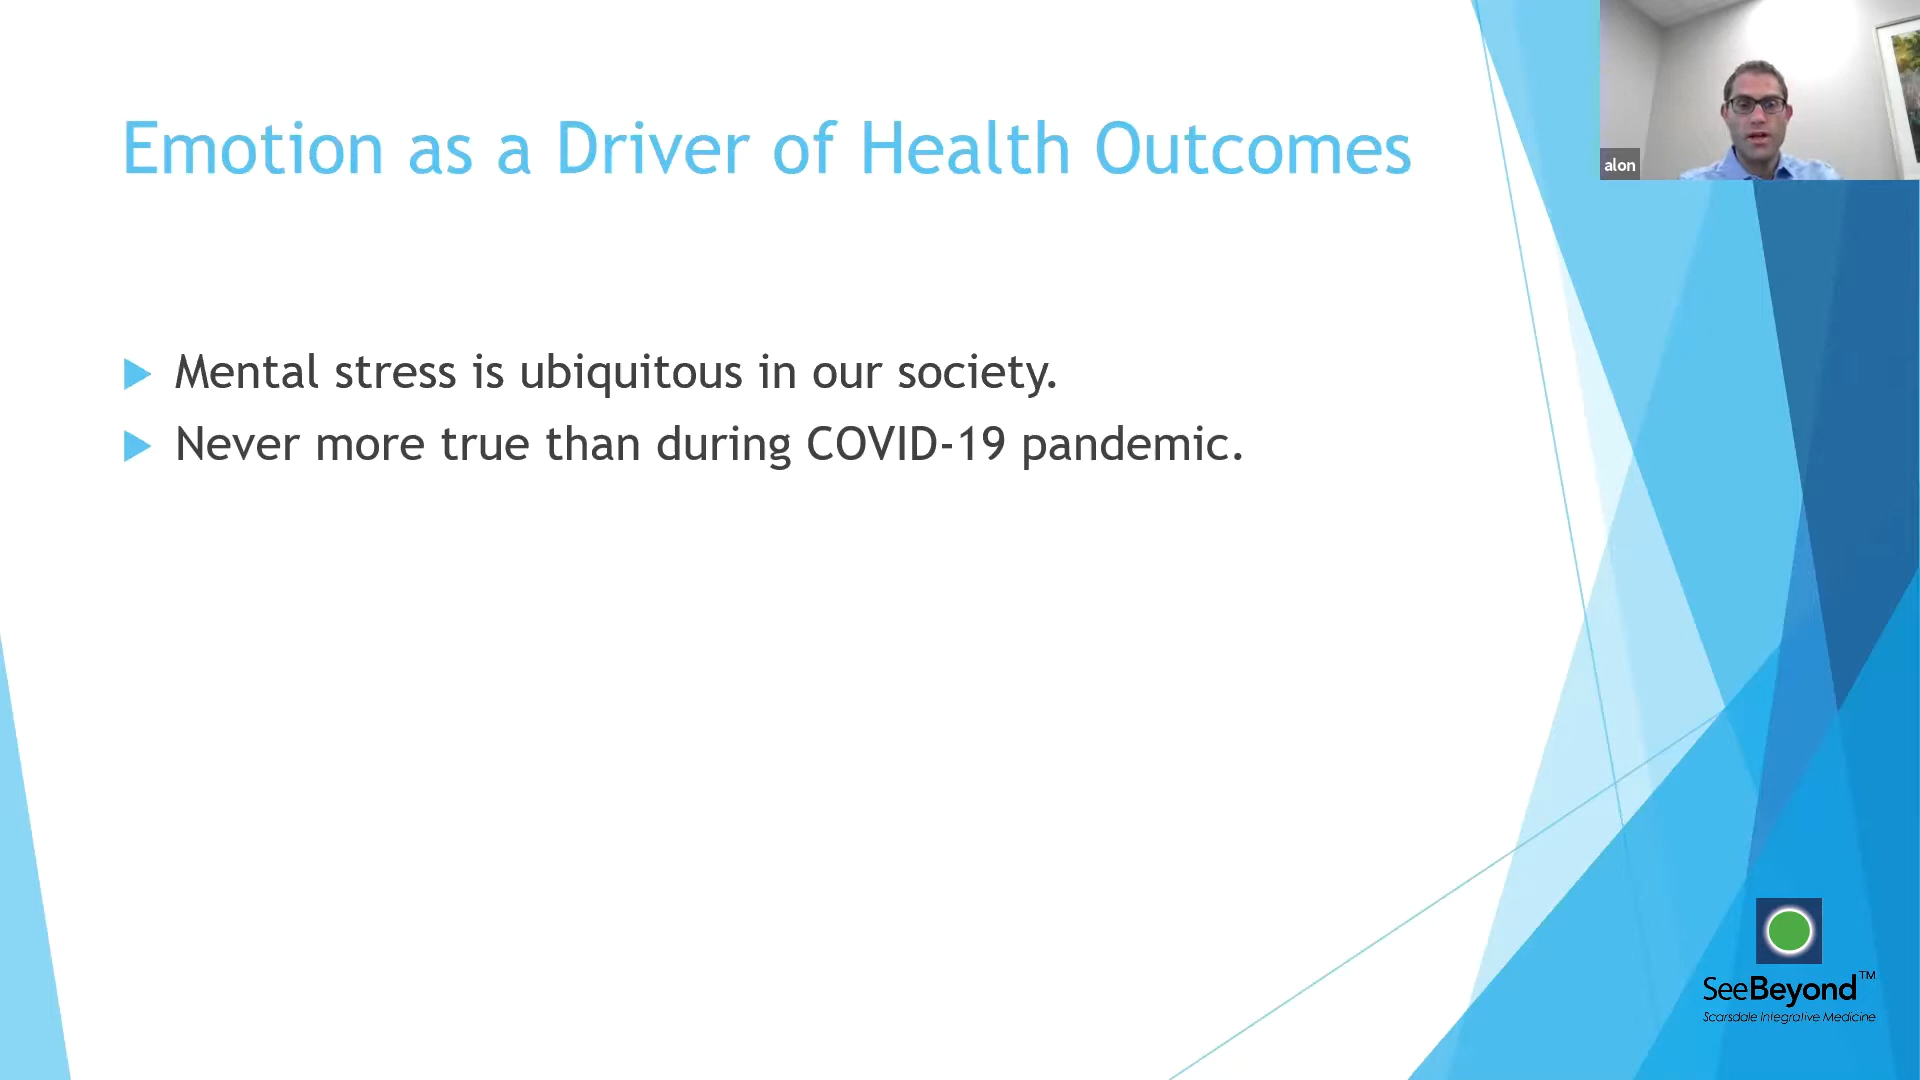 Emotion as a Driver of Health Outcomes
alon
Mental stress is ubiquitous in our society.
Never more true than during COVID-19 pandemic.
SeeBeyond™
Scarsdale Integrative Medicine